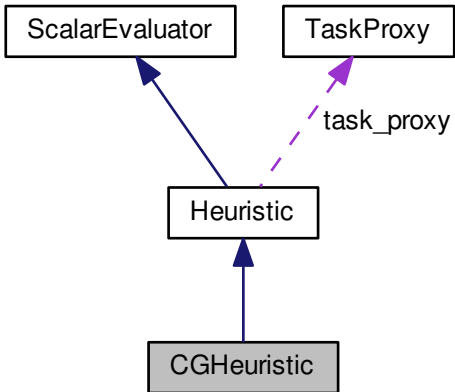 ScalarEvaluator
TaskProxy
task_proxy
Heuristic
CGHeuristic